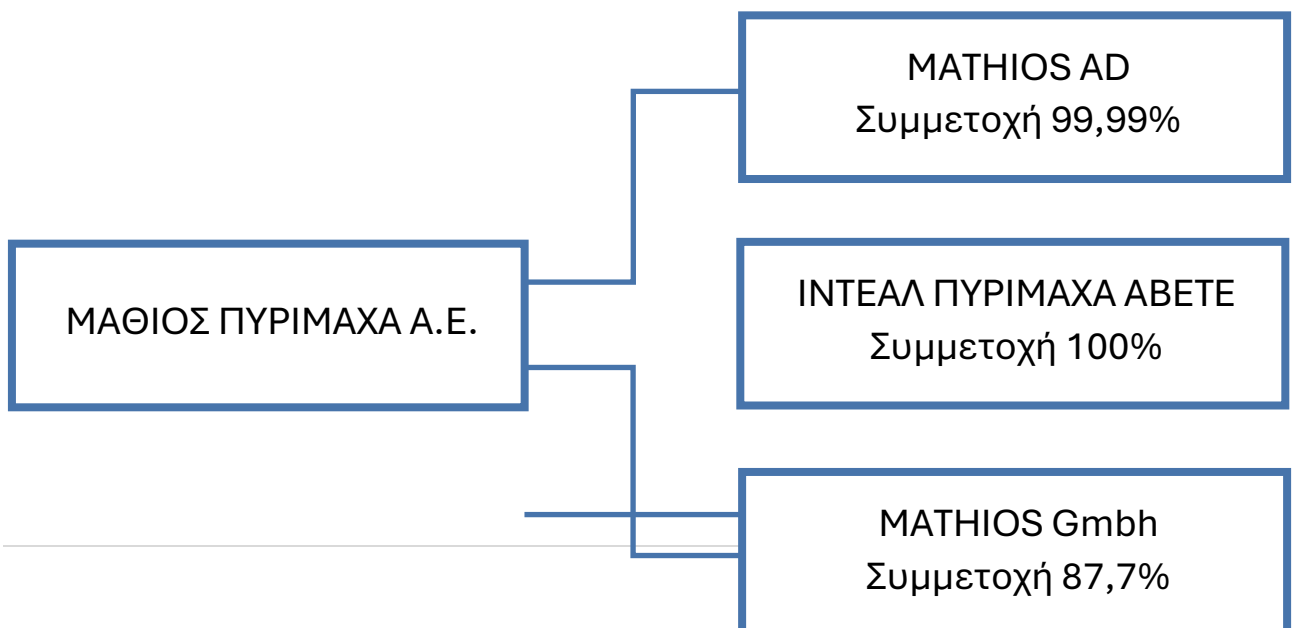 MATHIOS AD
Συμμετοχή 99,99%
ΜΑΘΙΟΣ ΠΥΡΙΜΑΧΑ Α.Ε.
ΙΝΤΕΑΛ ΠΥΡΙΜΑΧΑ ΑΒΕΤΕ
Συμμετοχή 100%
MATHIOS Gmbh
Συμμετοχή 87,7%